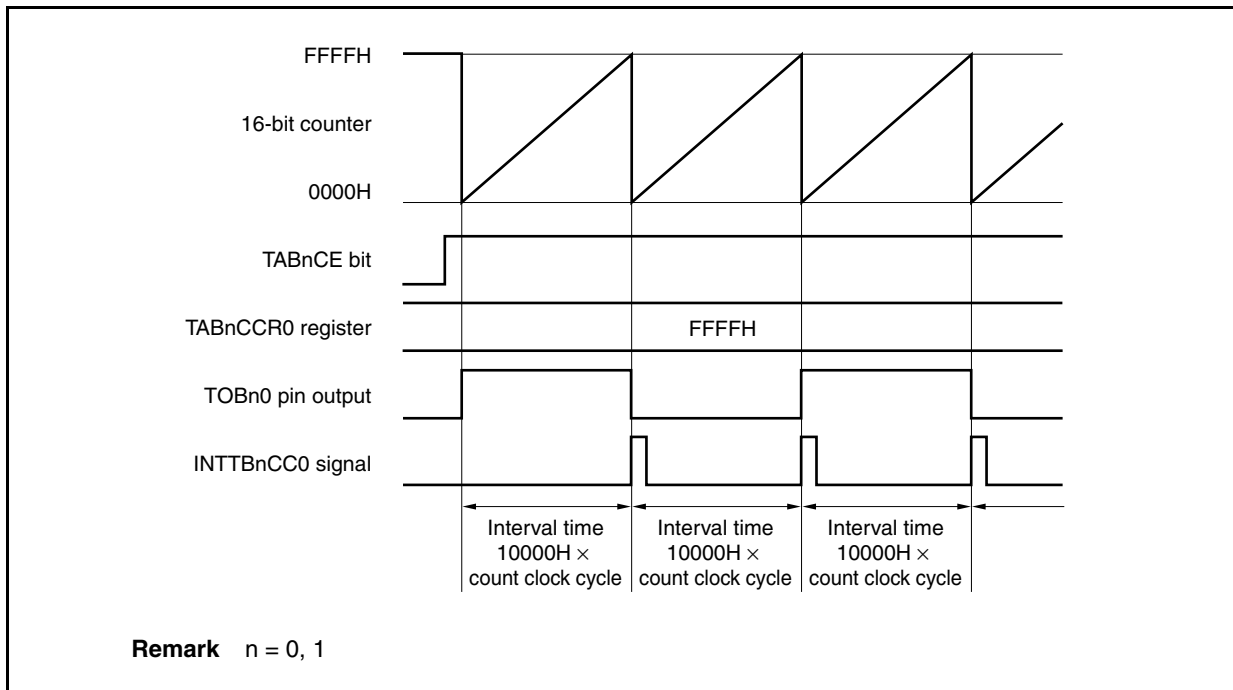 FFFFH
16-bit counter
0000H
TABnCE bit
TABnCCR0 register
FFFFH
TOBn0 pin output
INTTBnCC0 signal
Interval time
10000H ×
count clock cycle
Interval time
10000H ×
count clock cycle
Interval time
10000H ×
count clock cycle
Remark n = 0, 1